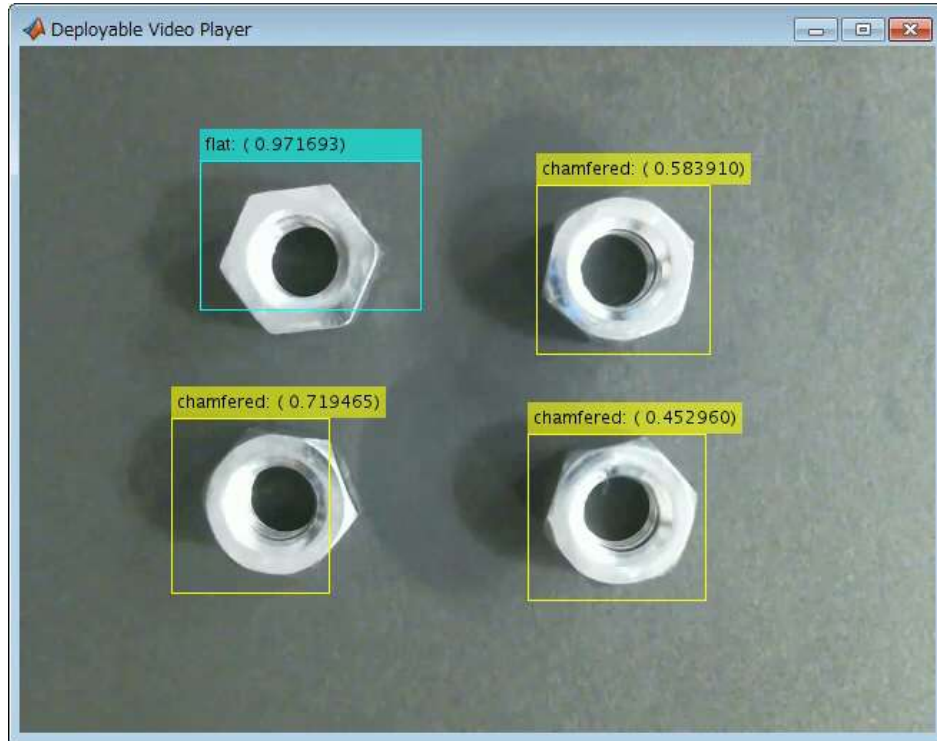 Deployable Video Player
flat: ( 0.971693)
chamfered: ( 0.583910)
chamfered: ( 0.719465)
chamfered: ( 0.452960)